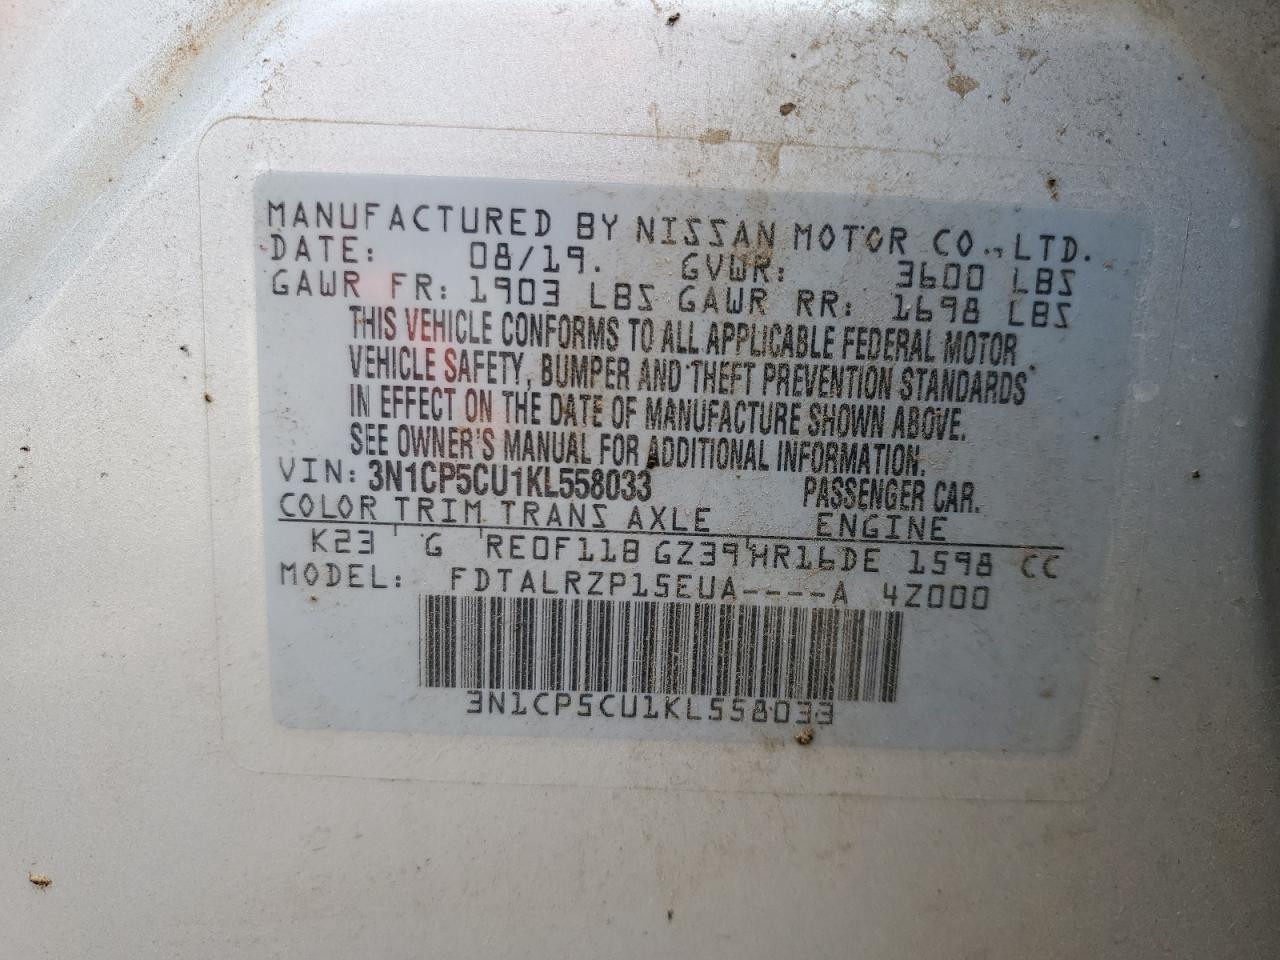 MANUFACTURED BY NISSAN MOTOR CO.,LTD.
DATE: 08/19. GVWR: 3600 LBS
GAWR FR: 1903 LBS GAWR RR: 1698 LBS
THIS VEHICLE CONFORMS TO ALL APPLICABLE FEDERAL MOTOR
VEHICLE SAFETY, BUMPER AND THEFT PREVENTION STANDARDS
IN EFFECT ON THE DATE OF MANUFACTURE SHOWN ABOVE.
SEE OWNER'S MANUAL FOR ADDITIONAL INFORMATION.
VIN: 3N1CP5CU1KL558033 PASSENGER CAR.
COLOR TRIM TRANS AXLE ENGINE
K23 G RE0F11B GZ39 HR16DE 1598 CC
MODEL: FDTALRZP15EUA----A 4Z000
3N1CP5CU1KL558033